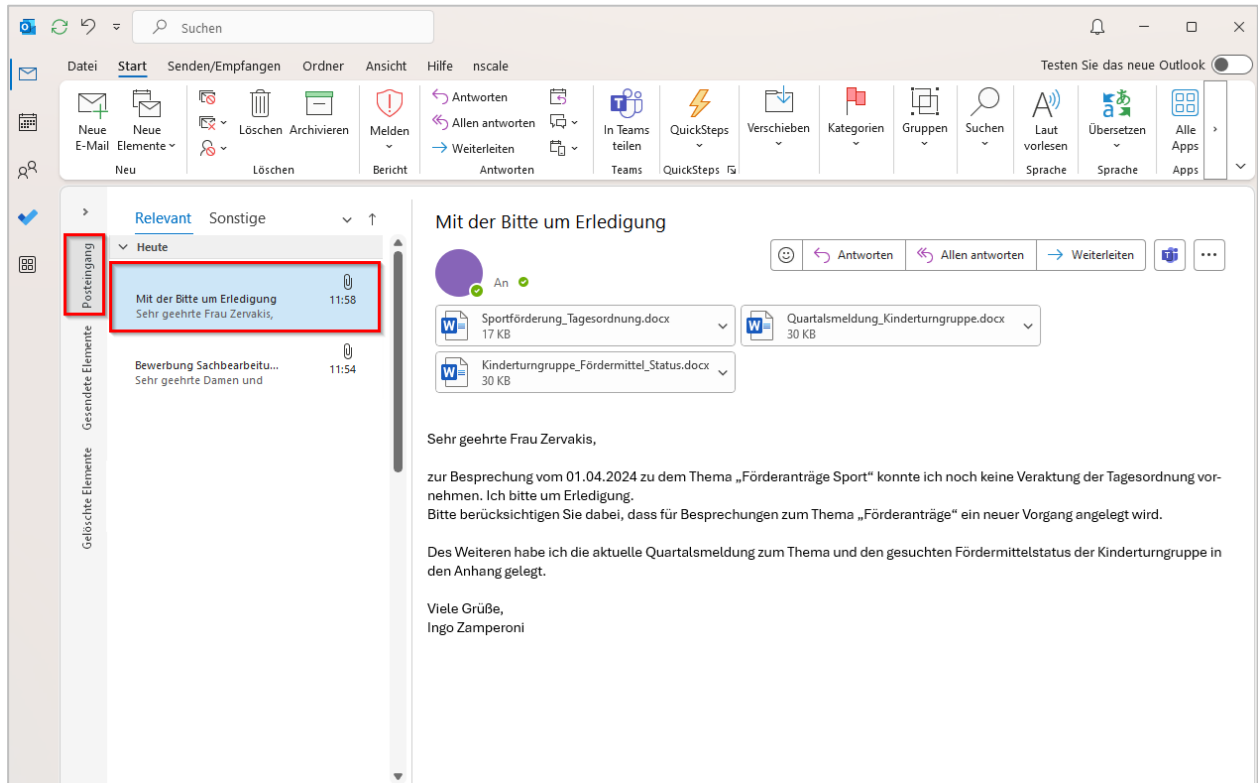 Suchen
Datei Start Senden/Empfangen Ordner Ansicht Hilfe nscale
Testen Sie das neue Outlook
Neue E-Mail
Neue Elemente
Löschen
Archivieren
Melden
Antworten
Allen antworten
Weiterleiten
In Teams teilen
QuickSteps
Verschieben
Kategorien
Gruppen
Suchen
Laut vorlesen
Übersetzen
Alle Apps
Neu
Löschen
Bericht
Antworten
Teams
QuickSteps
Sprache
Sprache
Apps
Posteingang
Gesendete Elemente
Gelöschte Elemente
Relevant Sonstige
Heute
Mit der Bitte um Erledigung 11:58
Sehr geehrte Frau Zervakis,
Bewerbung Sachbearbeitu... 11:54
Sehr geehrte Damen und
Mit der Bitte um Erledigung
Antworten Allen antworten Weiterleiten
An
Sportförderung_Tagesordnung.docx
17 KB
Quartalsmeldung_Kinderturngruppe.docx
30 KB
Kinderturngruppe_Fördermittel_Status.docx
30 KB
Sehr geehrte Frau Zervakis,
zur Besprechung vom 01.04.2024 zu dem Thema „Förderanträge Sport“ konnte ich noch keine Veraktung der Tagesordnung vor-
nehmen. Ich bitte um Erledigung.
Bitte berücksichtigen Sie dabei, dass für Besprechungen zum Thema „Förderanträge“ ein neuer Vorgang angelegt wird.
Des Weiteren habe ich die aktuelle Quartalsmeldung zum Thema und den gesuchten Fördermittelstatus der Kinderturngruppe in
den Anhang gelegt.
Viele Grüße,
Ingo Zamperoni